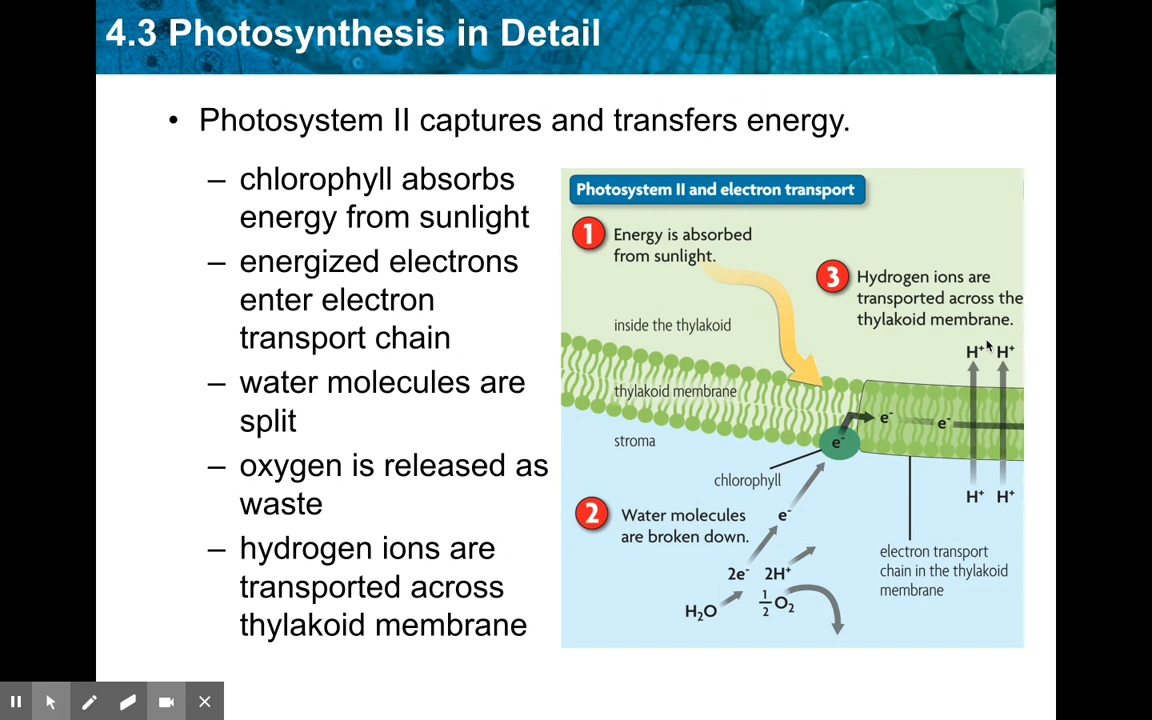 4.3 Photosynthesis in Detail
• Photosystem II captures and transfers energy.
– chlorophyll absorbs
energy from sunlight
– energized electrons
enter electron
transport chain
– water molecules are
split
– oxygen is released as
waste
– hydrogen ions are
transported across
thylakoid membrane
Photosystem II and electron transport
1 Energy is absorbed
from sunlight.
3 Hydrogen ions are
transported across the
thylakoid membrane.
inside the thylakoid
H⁺ H⁺
thylakoid membrane
stroma
e⁻ e⁻ e⁻
chlorophyll
H⁺ H⁺
2 Water molecules
are broken down.
e⁻
electron transport
chain in the thylakoid
membrane
2e⁻ 2H⁺
H₂O ½O₂